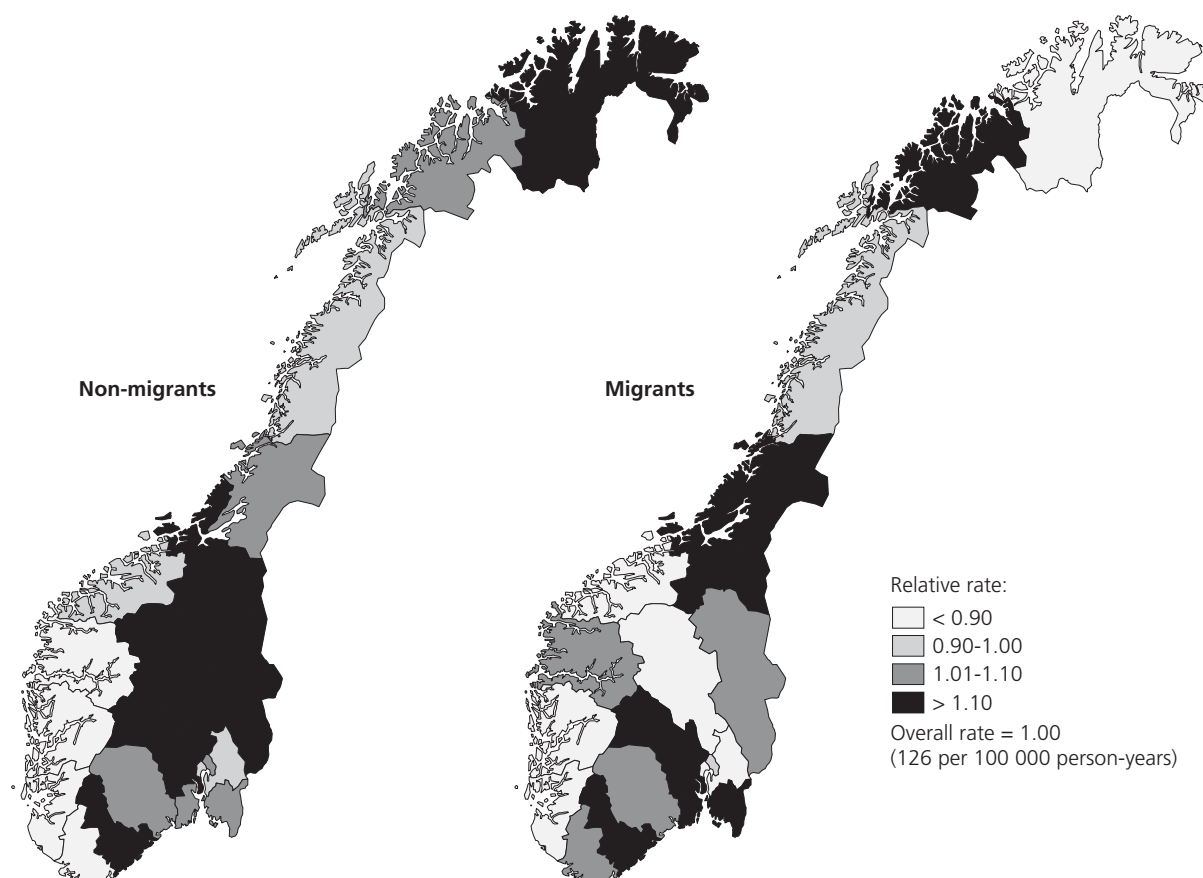 Non-migrants
Migrants
Relative rate:
< 0.90
0.90-1.00
1.01-1.10
> 1.10
Overall rate = 1.00
(126 per 100 000 person-years)